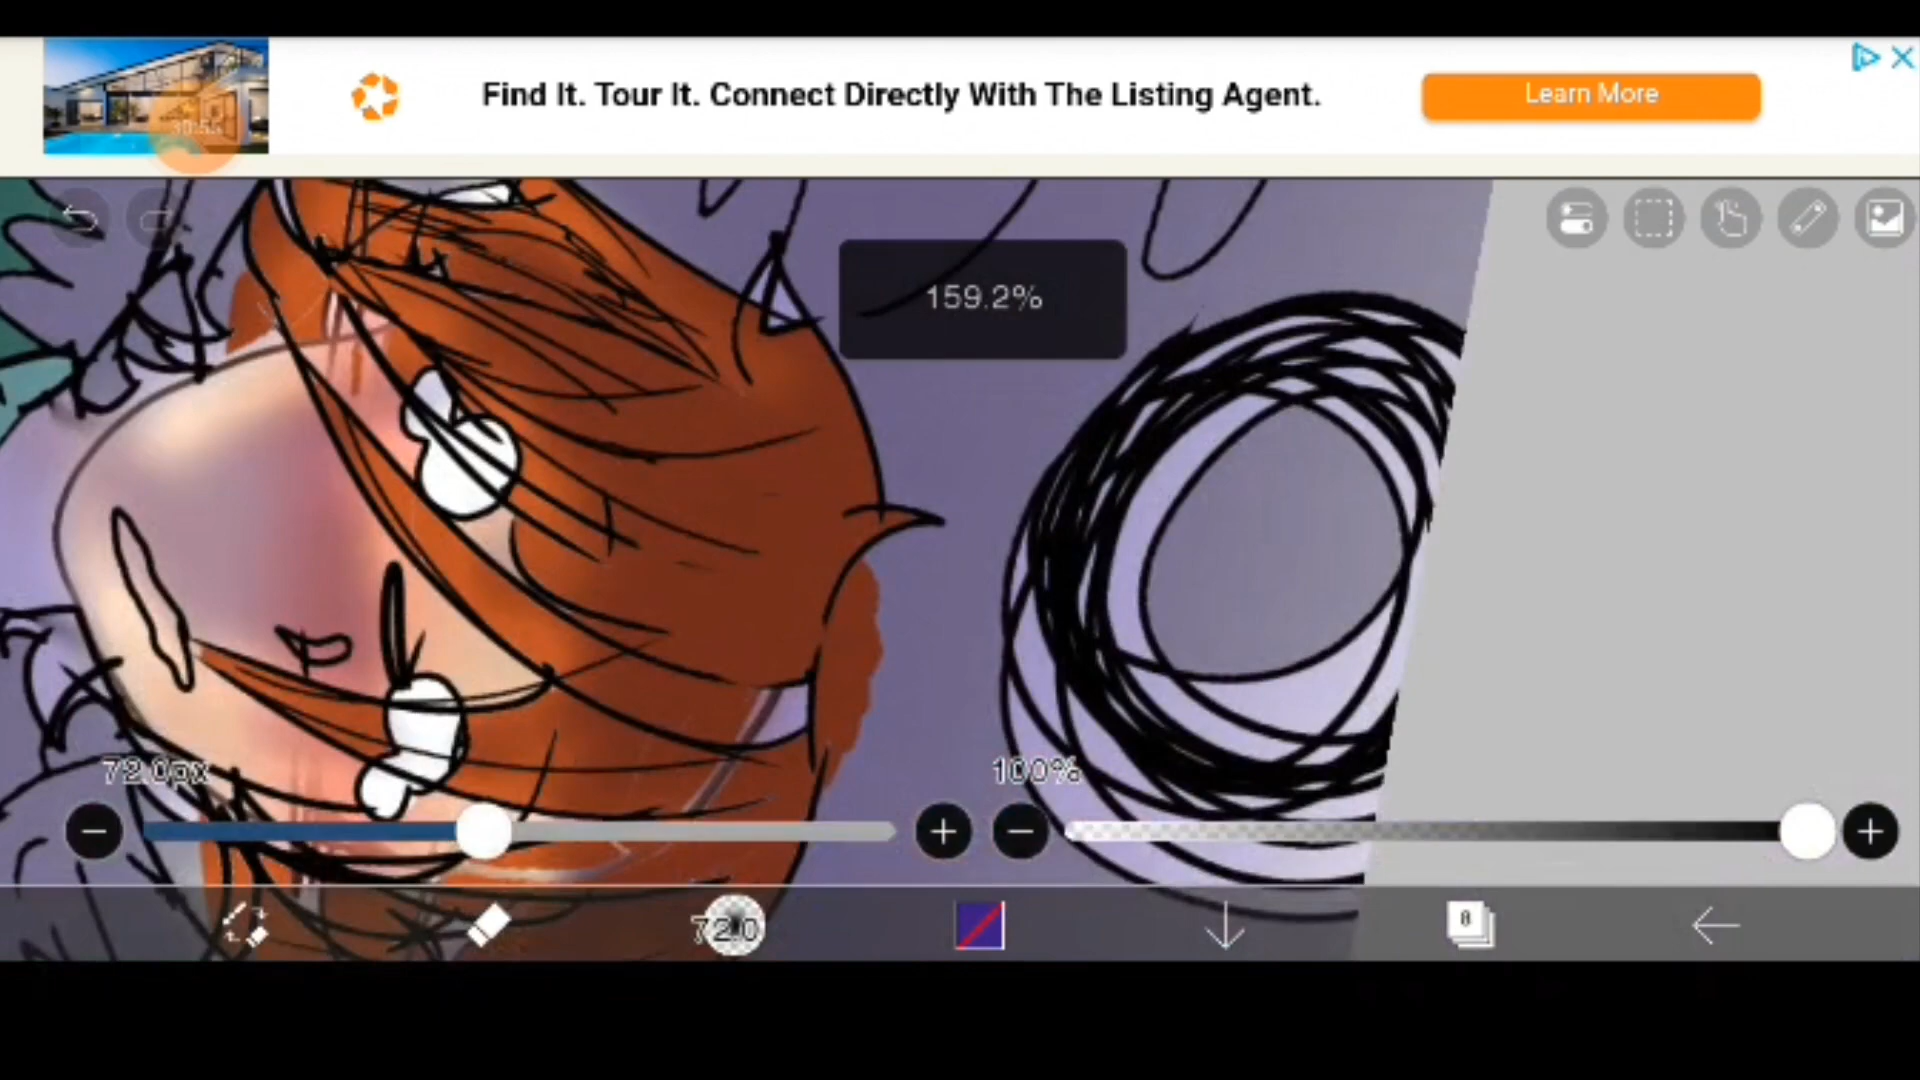 Find It. Tour It. Connect Directly With The Listing Agent.
Learn More
159.2%
72.0px
100%
72.0
8